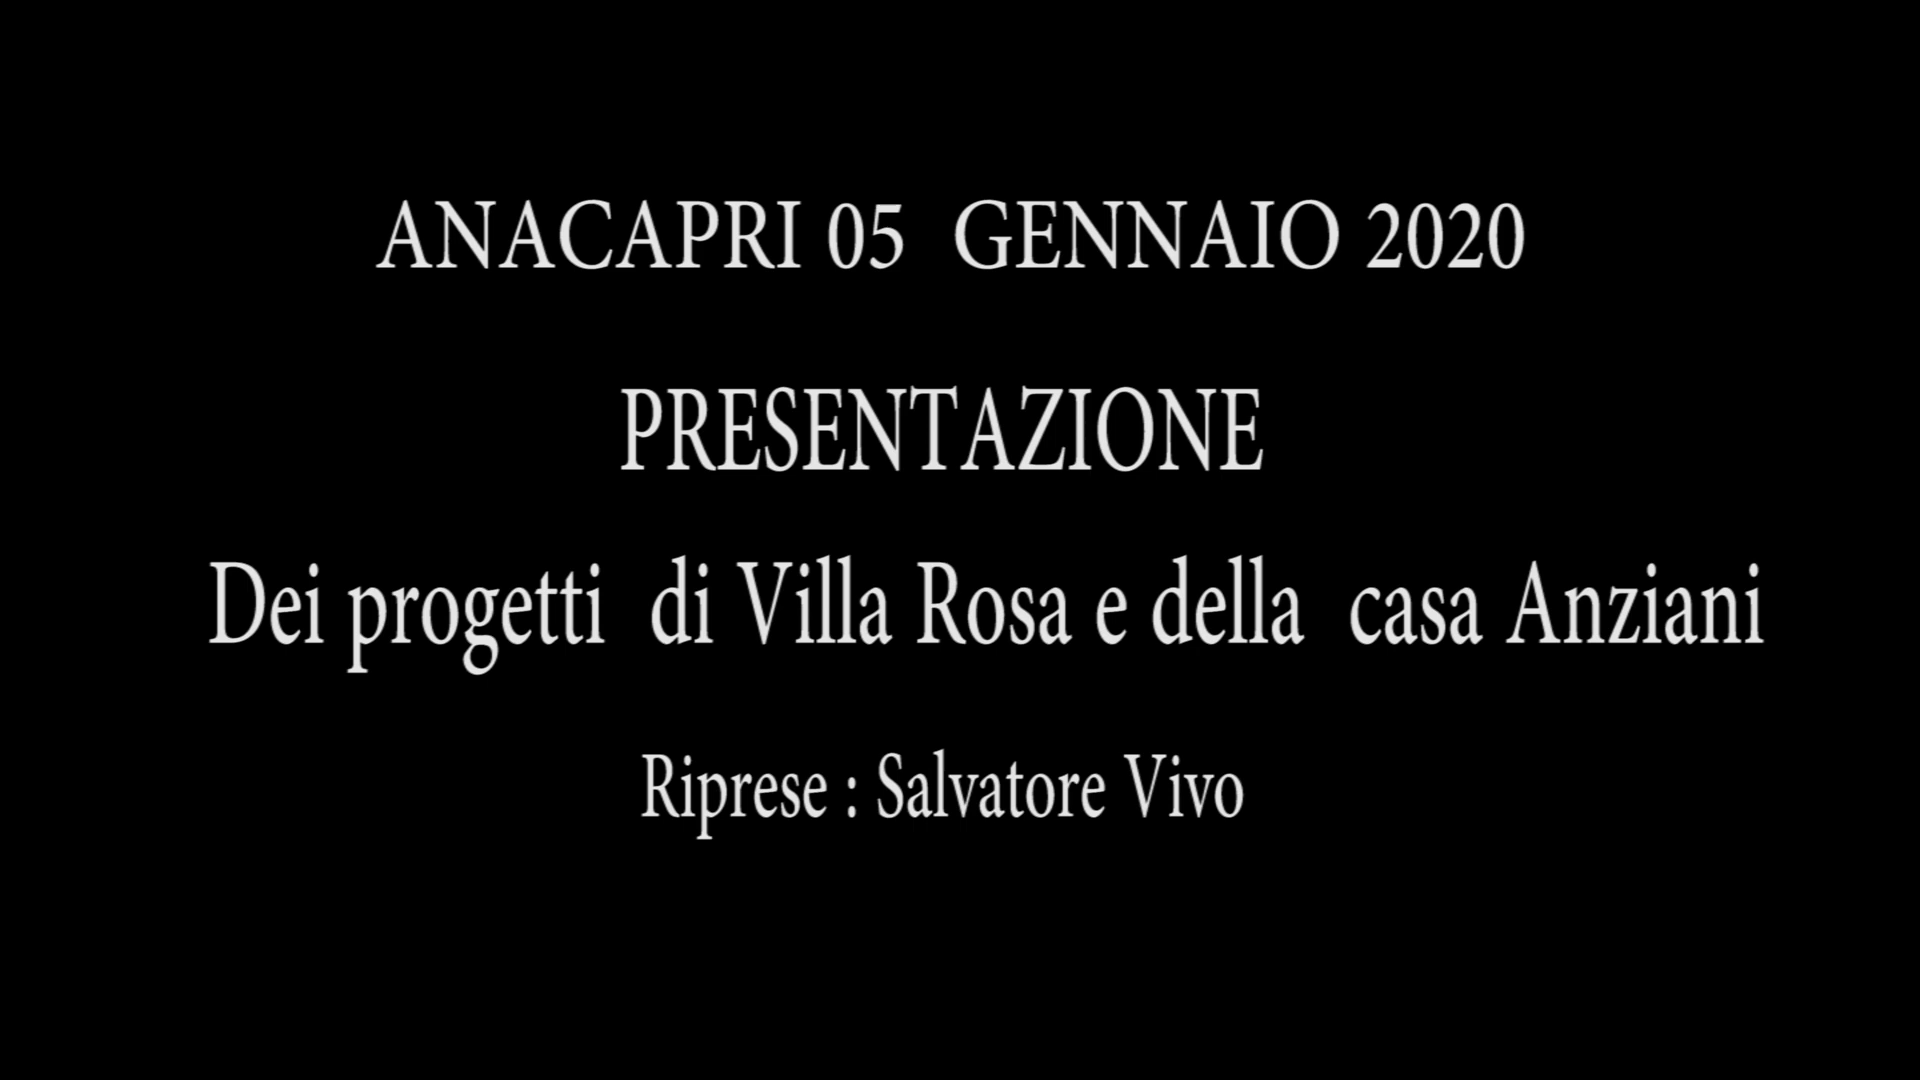 ANACAPRI 05 GENNAIO 2020
PRESENTAZIONE
Dei progetti di Villa Rosa e della casa Anziani
Riprese : Salvatore Vivo